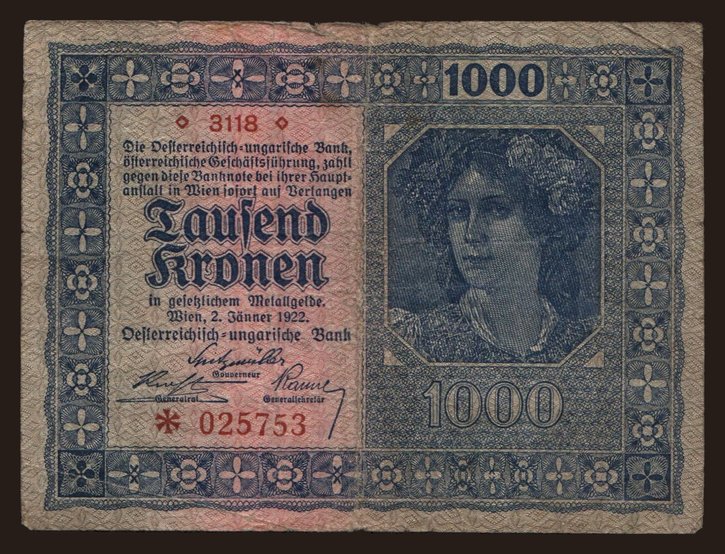 1000
3118
Die Oesterreichisch-ungarische Bank,
österreichische Geschäftsführung, zahlt
gegen diese Banknote bei ihrer Haupt-
anstalt in Wien sofort auf Verlangen
Tausend
Kronen
in gesetzlichem Metallgelde.
Wien, 2. Jänner 1922.
Oesterreichisch-ungarische Bank
Gouverneur
Generalrat Generalsekretär
* 025753
1000